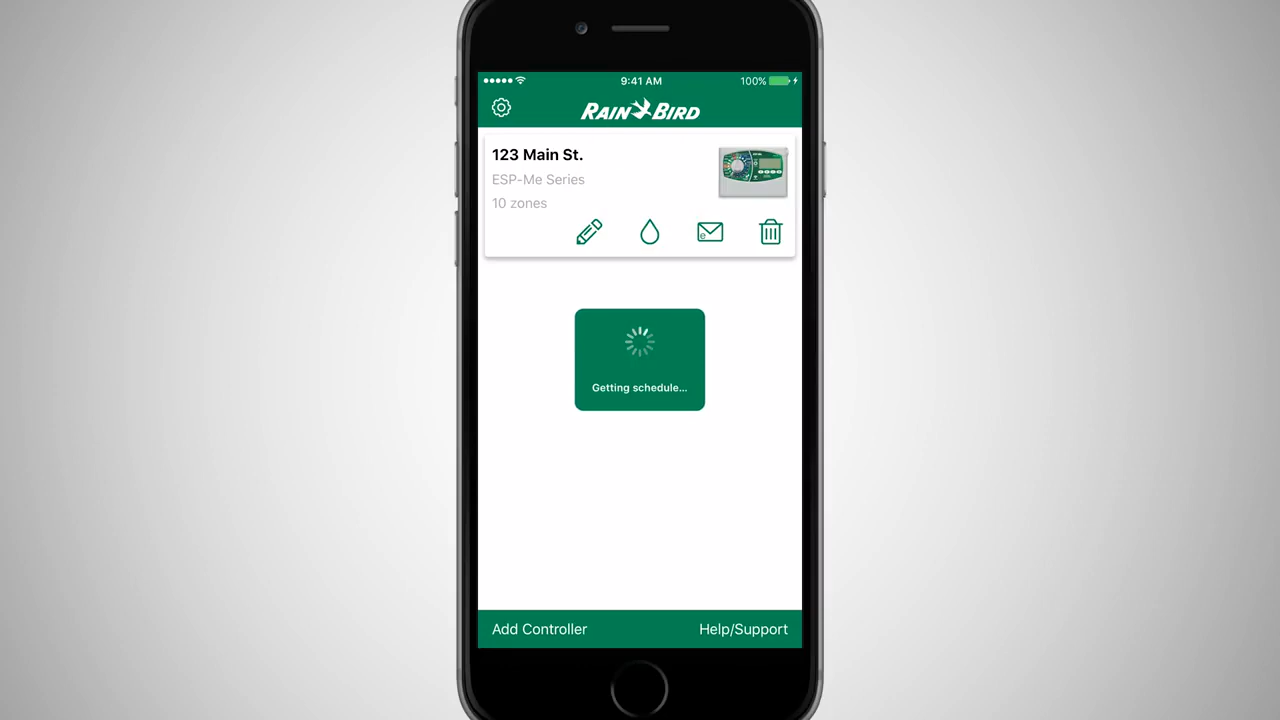 9:41 AM
100%
RAIN BIRD
123 Main St.
ESP-Me Series
10 zones
e
Getting schedule...
Add Controller
Help/Support